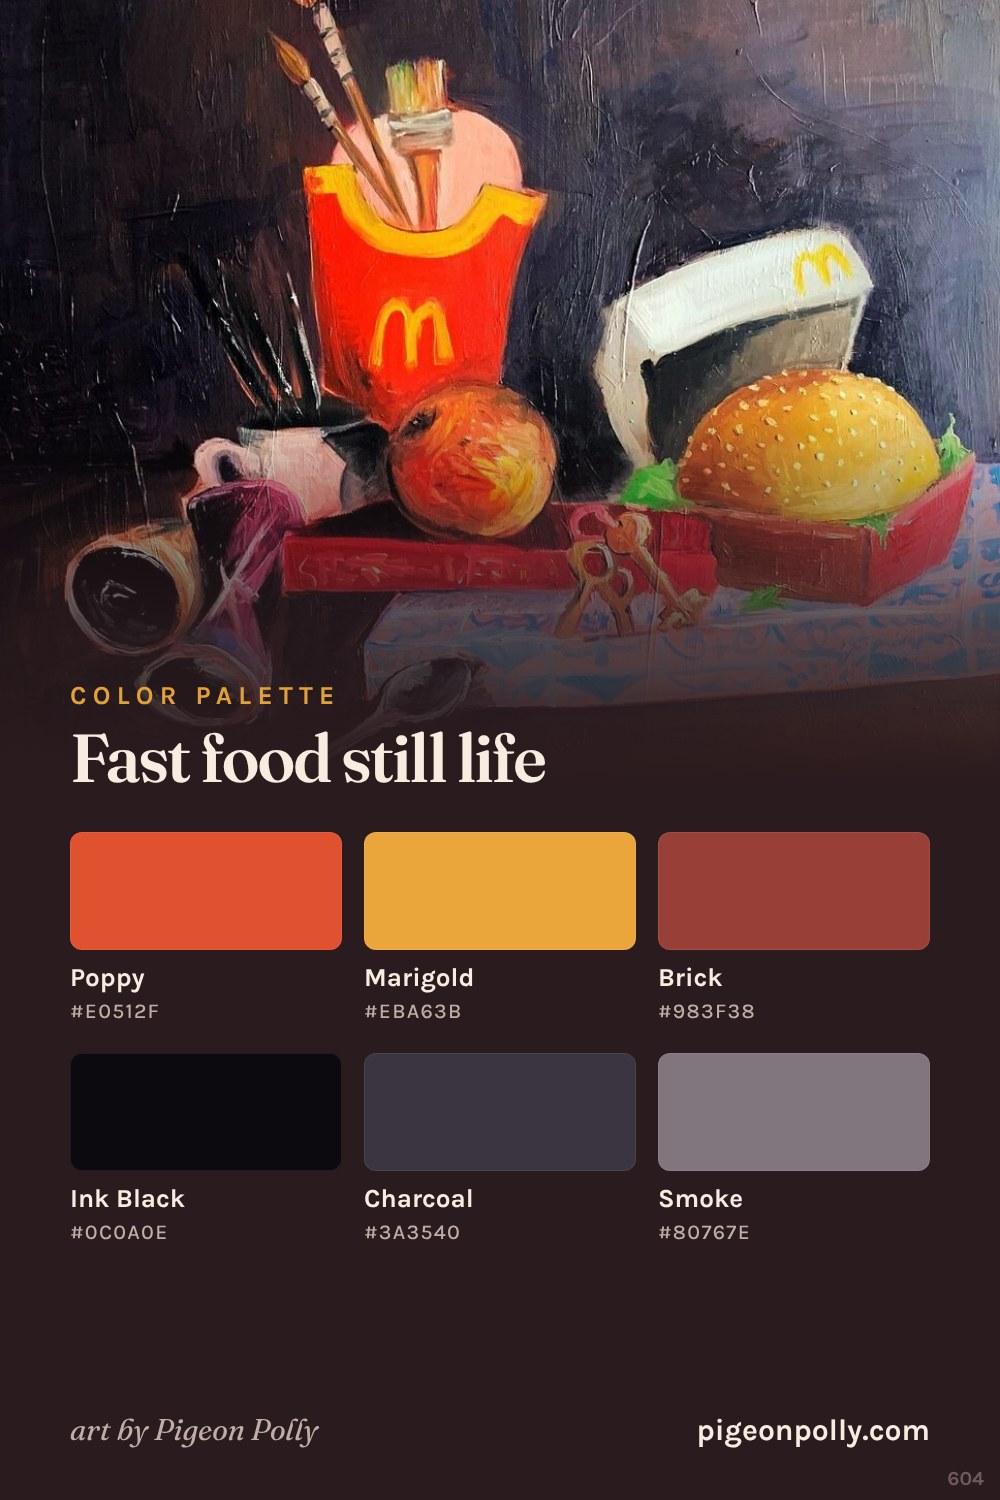 m
m
COLOR PALETTE
Fast food still life
Poppy
#E0512F
Marigold
#EBA63B
Brick
#983F38
Ink Black
#0C0A0E
Charcoal
#3A3540
Smoke
#80767E
art by Pigeon Polly
pigeonpolly.com
604